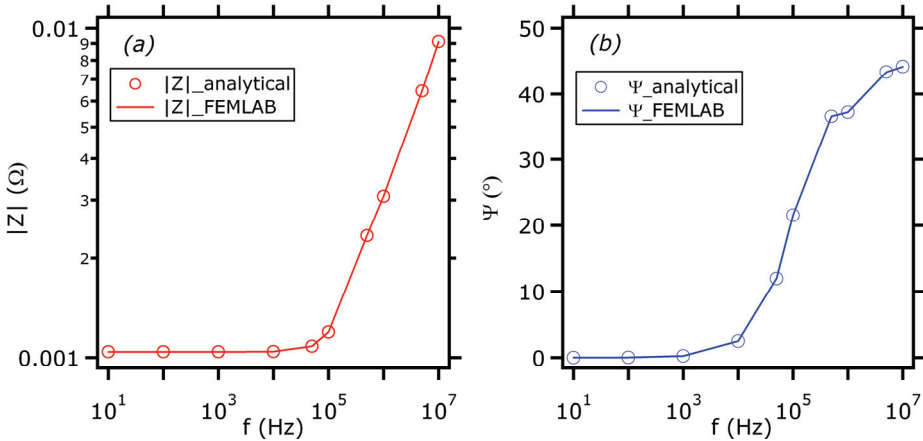 (a)
|Z|_analytical
|Z|_FEMLAB
0.01
9
8
7
6
5
4
3
2
0.001
|Z| (Ω)
10¹
10³
10⁵
10⁷
f (Hz)
(b)
Ψ_analytical
Ψ_FEMLAB
50
40
30
20
10
0
Ψ (°)
10¹
10³
10⁵
10⁷
f (Hz)